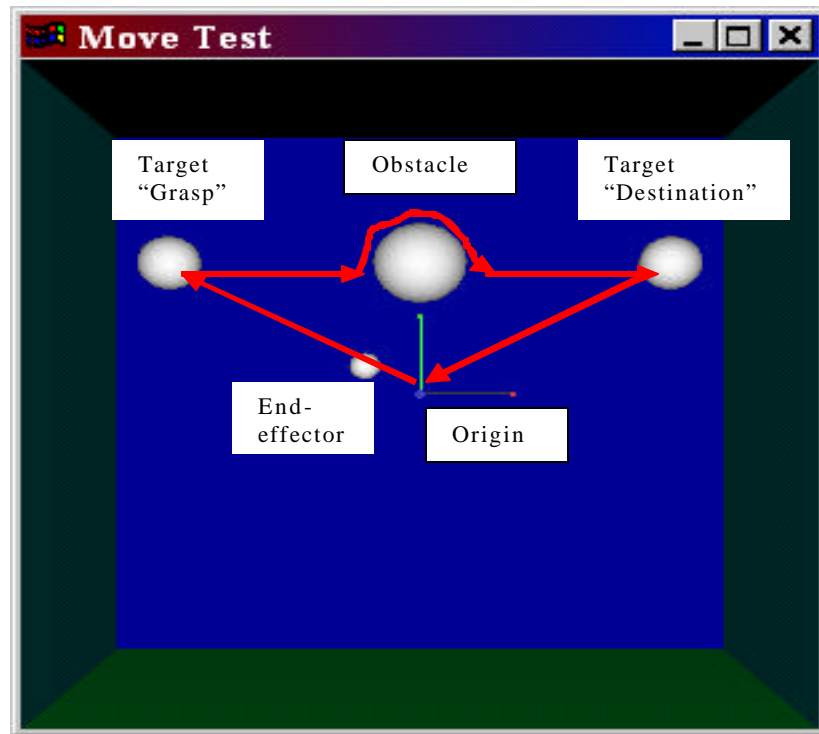 Move Test
Target
“Grasp”
Obstacle
Target
“Destination”
End-
effector
Origin